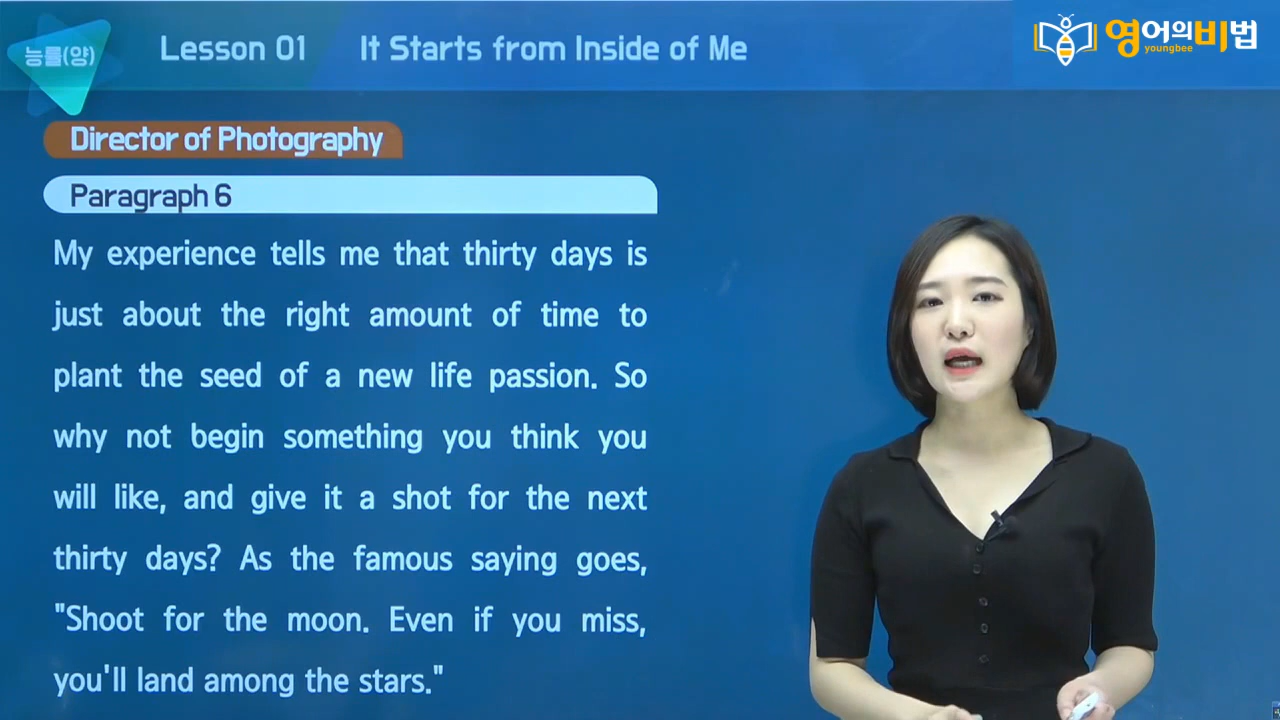 능률(양)
Lesson 01 It Starts from Inside of Me
영어의비법
youngbee
Director of Photography
Paragraph 6
My experience tells me that thirty days is
just about the right amount of time to
plant the seed of a new life passion. So
why not begin something you think you
will like, and give it a shot for the next
thirty days? As the famous saying goes,
"Shoot for the moon. Even if you miss,
you'll land among the stars."